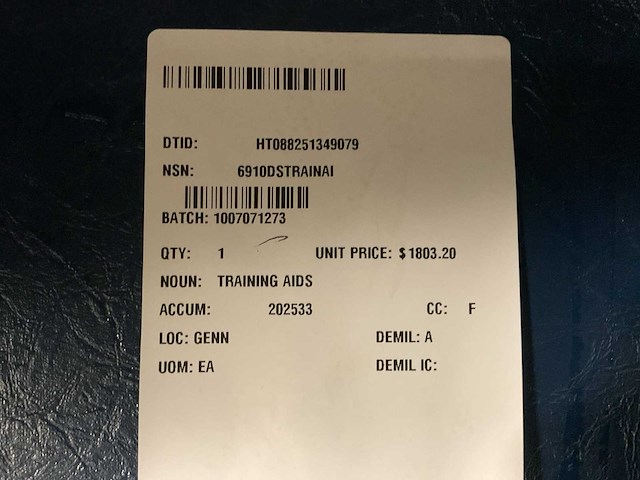 DTID: HT088251349079
NSN: 6910DSTRAINAI
BATCH: 1007071273
QTY: 1 UNIT PRICE: $1803.20
NOUN: TRAINING AIDS
ACCUM: 202533 CC: F
LOC: GENN DEMIL: A
UOM: EA DEMIL IC: